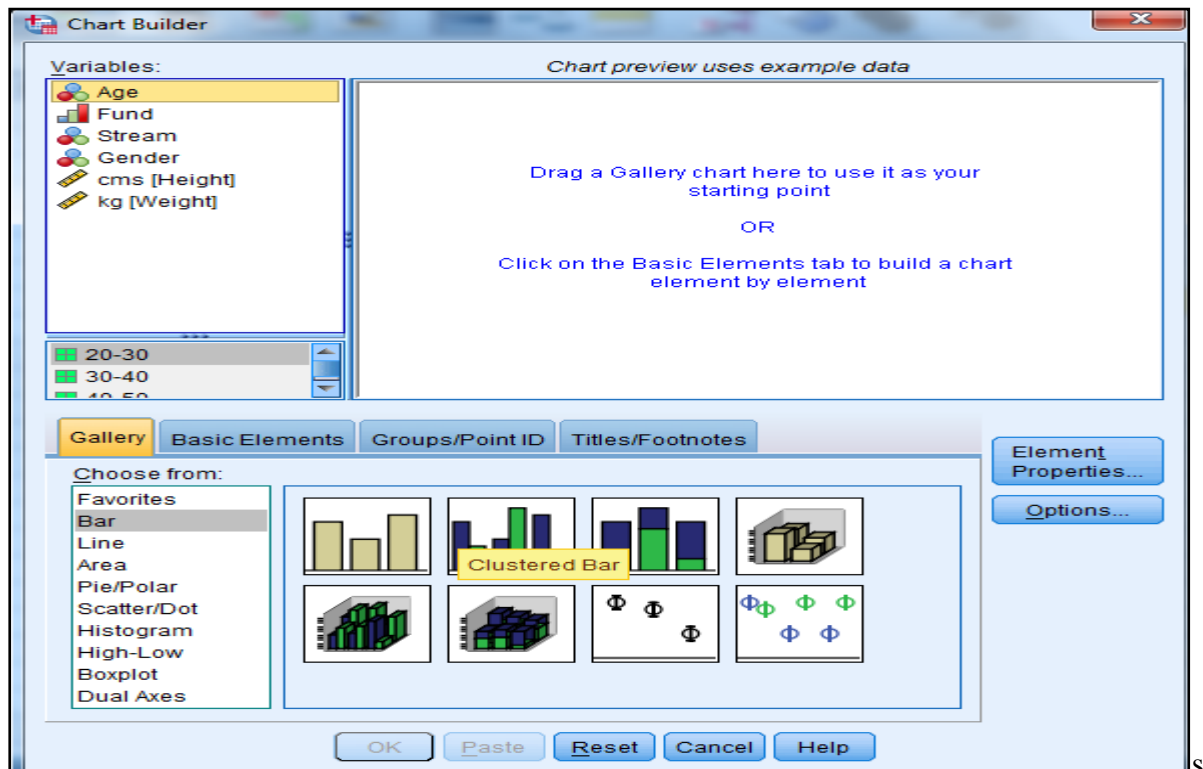 Chart Builder
Variables:
Chart preview uses example data
Age
Fund
Stream
Gender
cms [Height]
kg [Weight]
Drag a Gallery chart here to use it as your
starting point
OR
Click on the Basic Elements tab to build a chart
element by element
20-30
30-40
40-50
Gallery
Basic Elements
Groups/Point ID
Titles/Footnotes
Element
Properties...
Options...
Choose from:
Favorites
Bar
Line
Area
Pie/Polar
Scatter/Dot
Histogram
High-Low
Boxplot
Dual Axes
Clustered Bar
OK
Paste
Reset
Cancel
Help
s